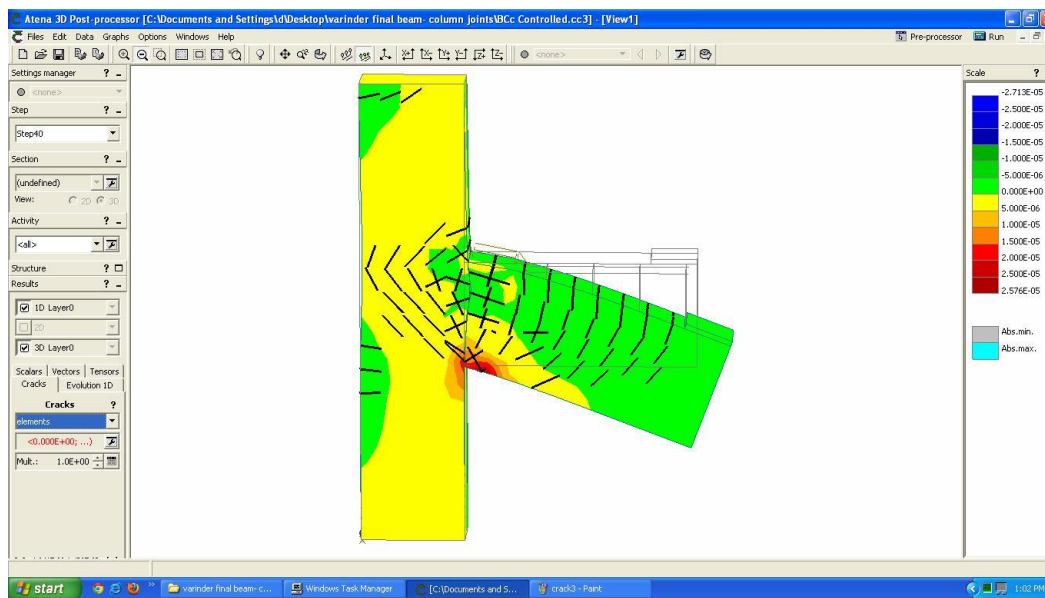 Atena 3D Post-processor [C:\Documents and Settings\d\Desktop\varinder final beam- column joints\BCc Controlled.cc3] - [View1]
Files Edit Data Graphs Options Windows Help
Pre-processor Run
<none>
Settings manager ? -
<none>
Step ? -
Step40
Section ? -
(undefined)
View: 2D 3D
Activity ? -
<all>
Structure ?
Results ? -
1D Layer0
2D
3D Layer0
Scalars Vectors Tensors
Cracks Evolution 1D
Cracks ?
elements
<0.000E+00; ...)
Mult.: 1.0E+00
Scale ?
-2.713E-05
-2.500E-05
-2.000E-05
-1.500E-05
-1.000E-05
-5.000E-06
0.000E+00
5.000E-06
1.000E-05
1.500E-05
2.000E-05
2.500E-05
2.576E-05
Abs.min.
Abs.max.
start
varinder final beam- c...
Windows Task Manager
[C:\Documents and S...
crack3 - Paint
1:02 PM